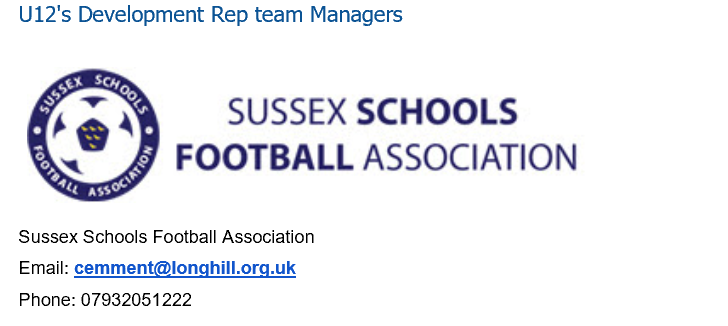 U12's Development Rep team Managers
SUSSEX SCHOOLS
FOOTBALL ASSOCIATION
SUSSEX SCHOOLS
FOOTBALL ASSOCIATION
Sussex Schools Football Association
Email: cemment@longhill.org.uk
Phone: 07932051222